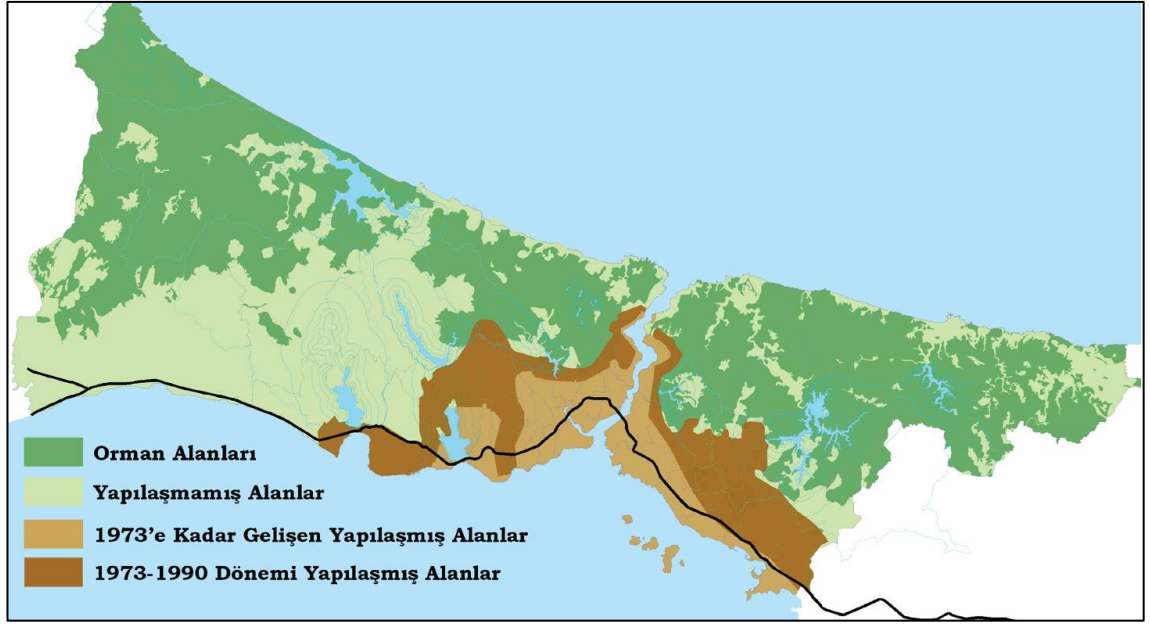 Orman Alanları
Yapılaşmamış Alanlar
1973’e Kadar Gelişen Yapılaşmış Alanlar
1973-1990 Dönemi Yapılaşmış Alanlar